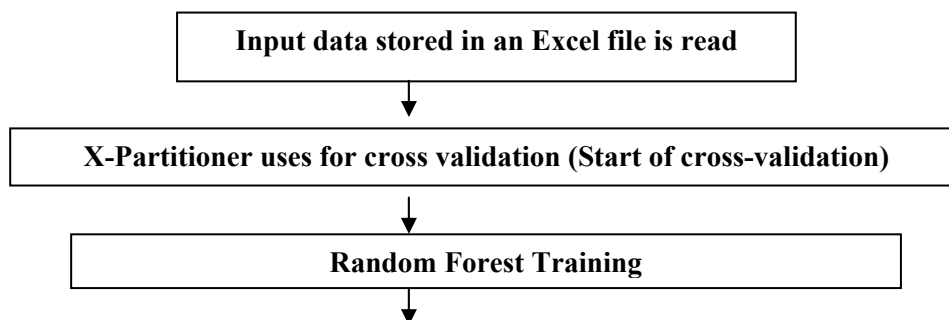 Input data stored in an Excel file is read
X-Partitioner uses for cross validation (Start of cross-validation)
Random Forest Training